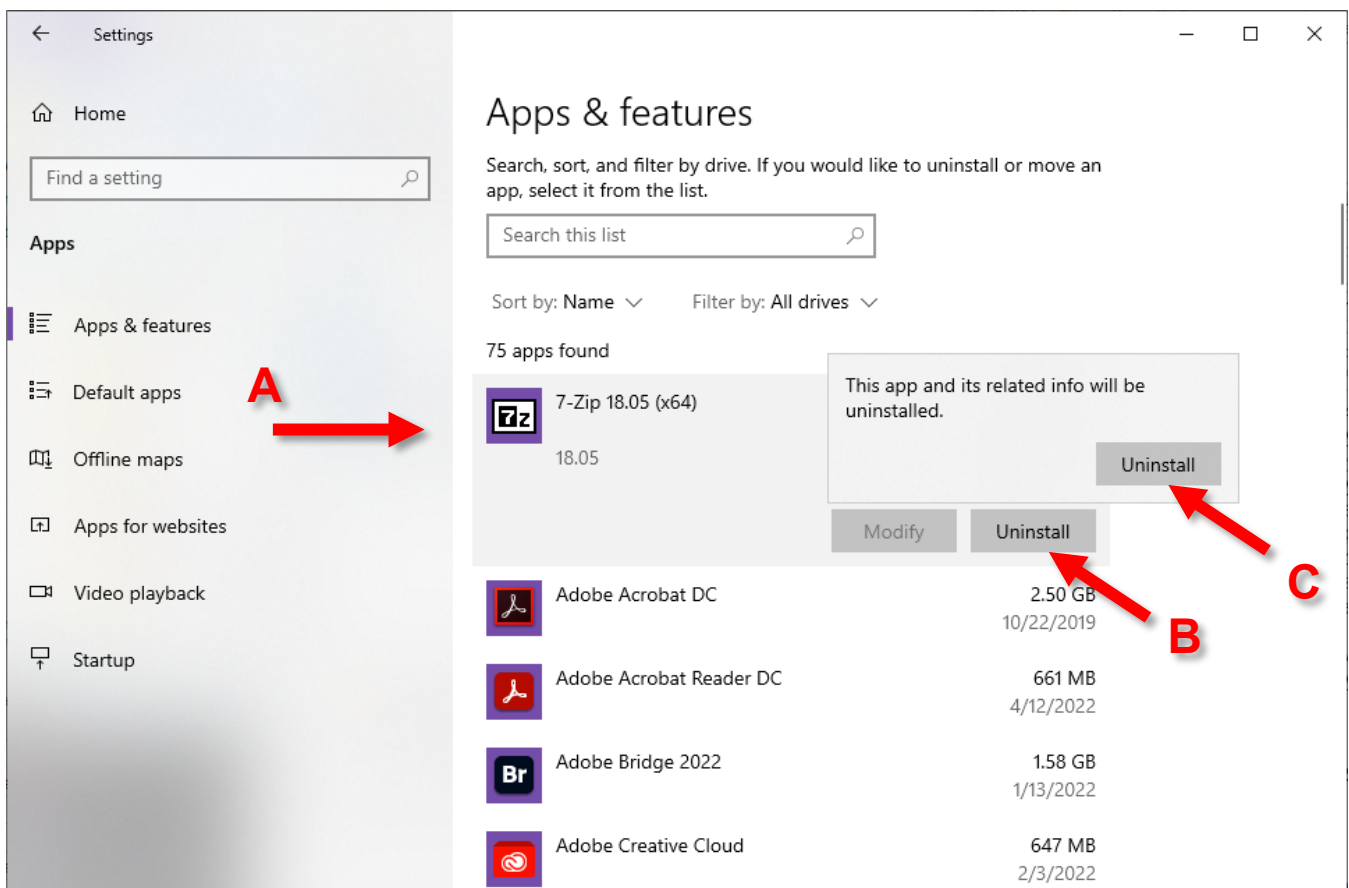 Settings
Home
Find a setting
Apps
Apps & features
Default apps
Offline maps
Apps for websites
Video playback
Startup
A
Apps & features
Search, sort, and filter by drive. If you would like to uninstall or move an
app, select it from the list.
Search this list
Sort by: Name
Filter by: All drives
75 apps found
7z
7-Zip 18.05 (x64)
18.05
This app and its related info will be
uninstalled.
Uninstall
C
Modify
Uninstall
B
Adobe Acrobat DC
2.50 GB
10/22/2019
Adobe Acrobat Reader DC
661 MB
4/12/2022
Br
Adobe Bridge 2022
1.58 GB
1/13/2022
Adobe Creative Cloud
647 MB
2/3/2022